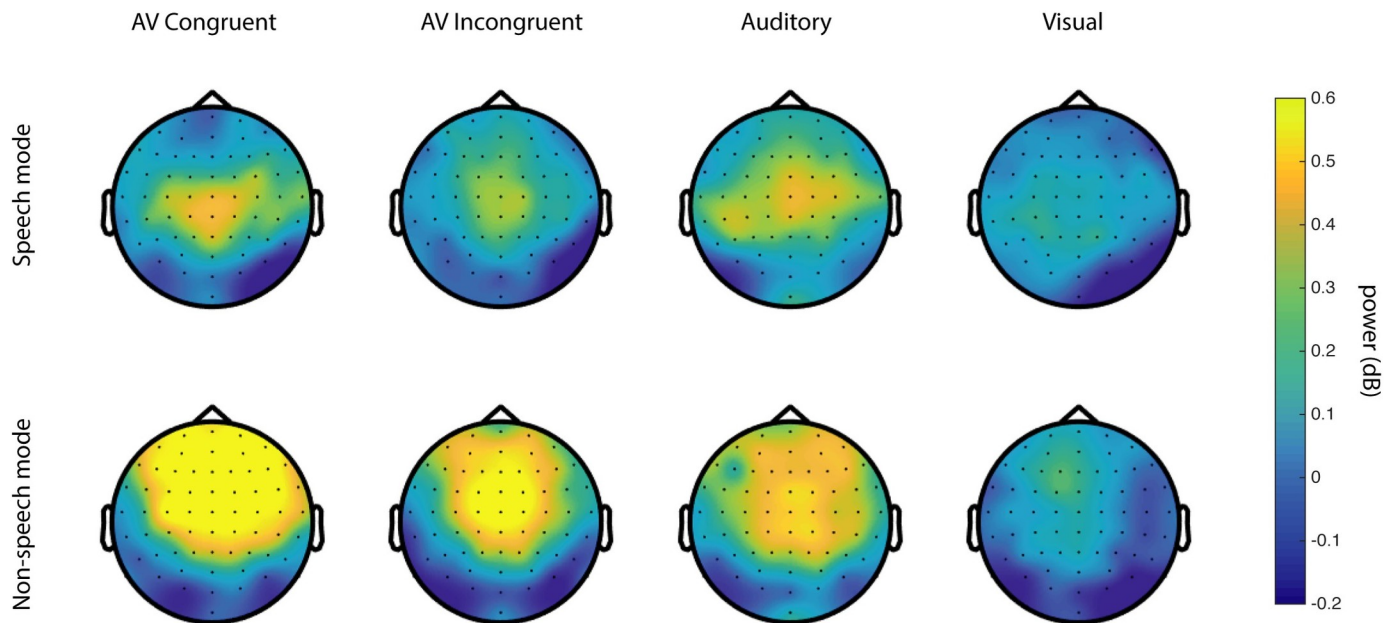 AV Congruent
AV Incongruent
Auditory
Visual
Speech mode
Non-speech mode
0.6
0.5
0.4
0.3
0.2
0.1
0
-0.1
-0.2
power (dB)